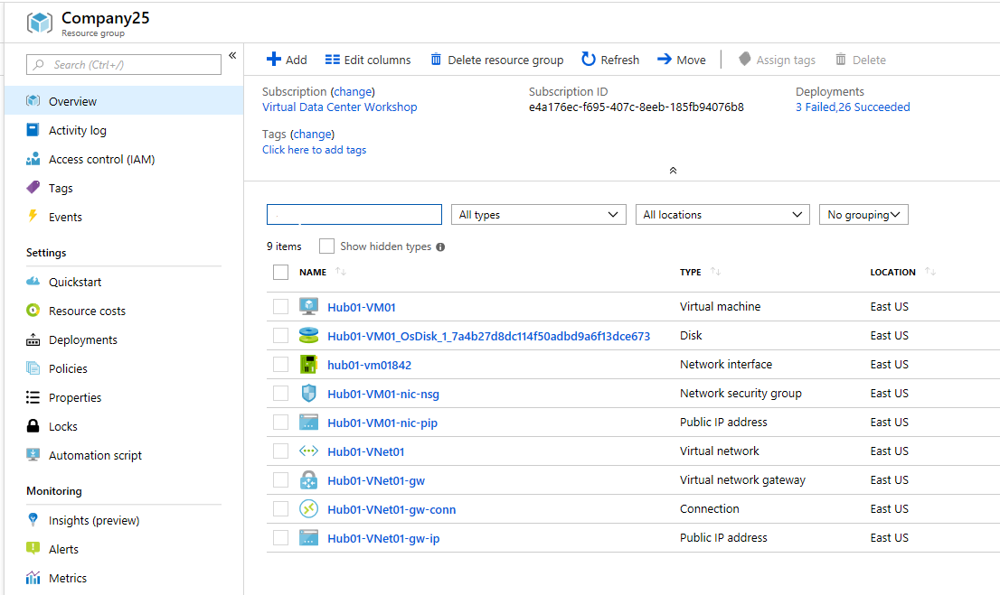 Company25
Resource group
Search (Ctrl+/)
«
Overview
Activity log
Access control (IAM)
Tags
Events
Settings
Quickstart
Resource costs
Deployments
Policies
Properties
Locks
Automation script
Monitoring
Insights (preview)
Alerts
Metrics
Add Edit columns Delete resource group Refresh Move Assign tags Delete
Subscription (change) Subscription ID Deployments
Virtual Data Center Workshop e4a176ec-f695-407c-8eeb-185fb94076b8 3 Failed,26 Succeeded
Tags (change)
Click here to add tags
All types All locations No grouping
9 items Show hidden types
NAME TYPE LOCATION
Hub01-VM01 Virtual machine East US
Hub01-VM01_OsDisk_1_7a4b27d8dc114f50adbd9a6f13dce673 Disk East US
hub01-vm01842 Network interface East US
Hub01-VM01-nic-nsg Network security group East US
Hub01-VM01-nic-pip Public IP address East US
Hub01-VNet01 Virtual network East US
Hub01-VNet01-gw Virtual network gateway East US
Hub01-VNet01-gw-conn Connection East US
Hub01-VNet01-gw-ip Public IP address East US